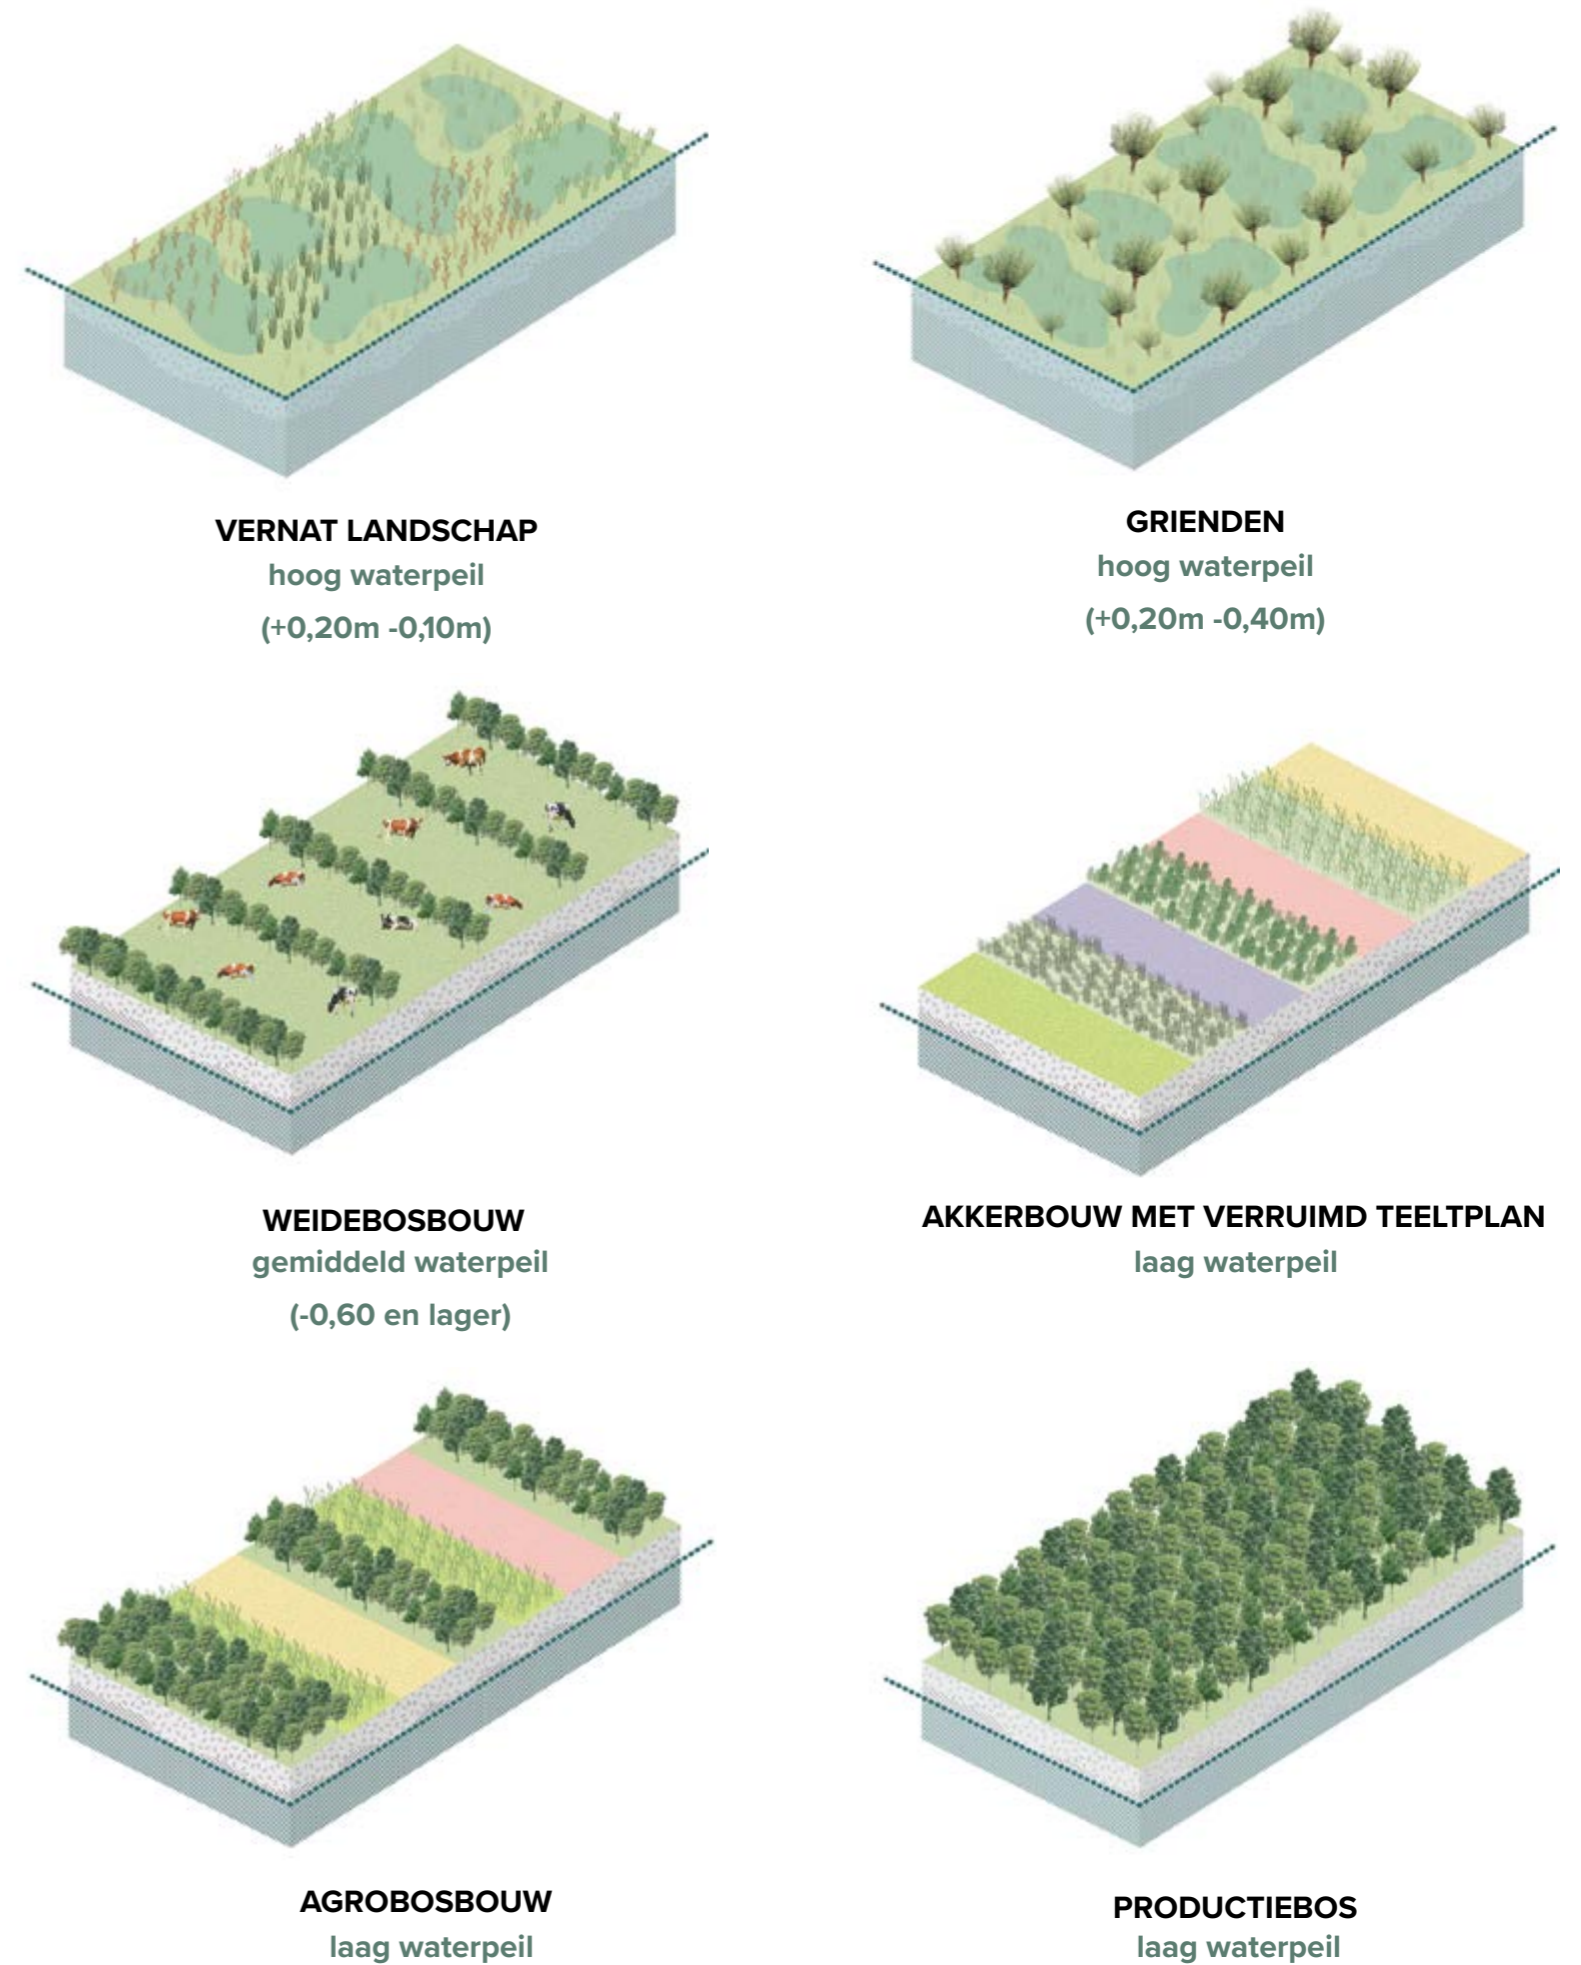 VERNAT LANDSCHAP
hoog waterpeil
(+0,20m -0,10m)
GRIENDEN
hoog waterpeil
(+0,20m -0,40m)
WEIDEBOSBOUW
gemiddeld waterpeil
(-0,60 en lager)
AKKERBOUW MET VERRUIMD TEELTPLAN
laag waterpeil
AGROBOSBOUW
laag waterpeil
PRODUCTIEBOS
laag waterpeil